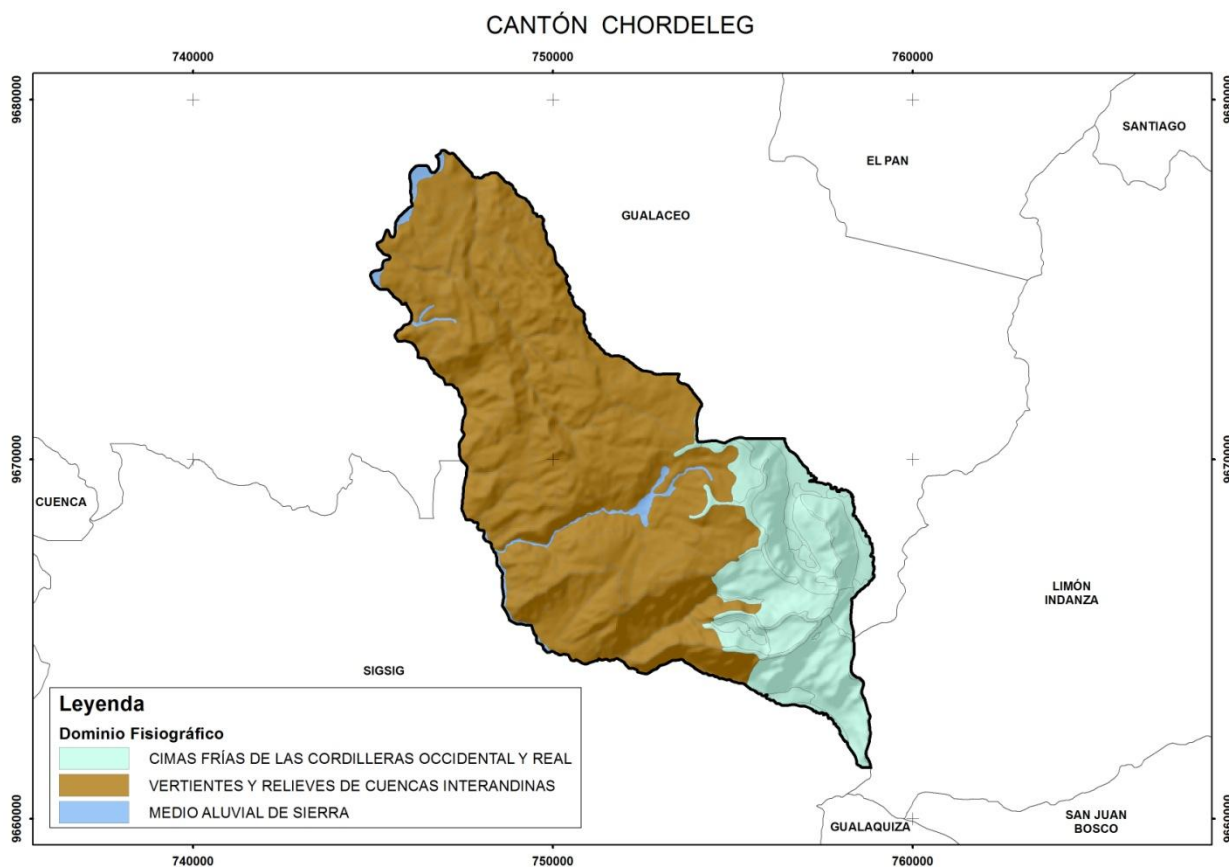 CANTÓN CHORDELEG
740000 750000 760000
9680000 9680000
SANTIAGO
EL PAN
GUALACEO
9670000 9670000
CUENCA
LIMÓN
INDANZA
SIGSIG
Leyenda
Dominio Fisiográfico
CIMAS FRÍAS DE LAS CORDILLERAS OCCIDENTAL Y REAL
VERTIENTES Y RELIEVES DE CUENCAS INTERANDINAS
MEDIO ALUVIAL DE SIERRA
9660000 9660000
GUALAQUIZA
SAN JUAN
BOSCO
740000 750000 760000